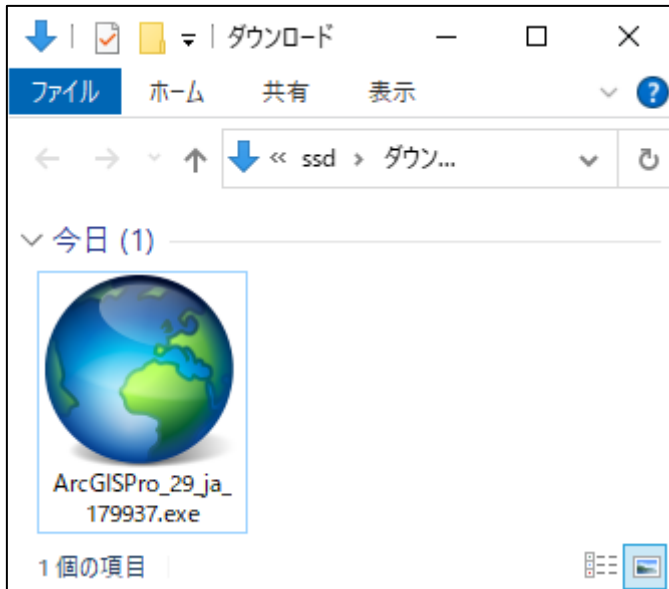 ダウンロード
ファイル ホーム 共有 表示
« ssd › ダウン...
今日 (1)
ArcGISPro_29_ja_
179937.exe
1 個の項目